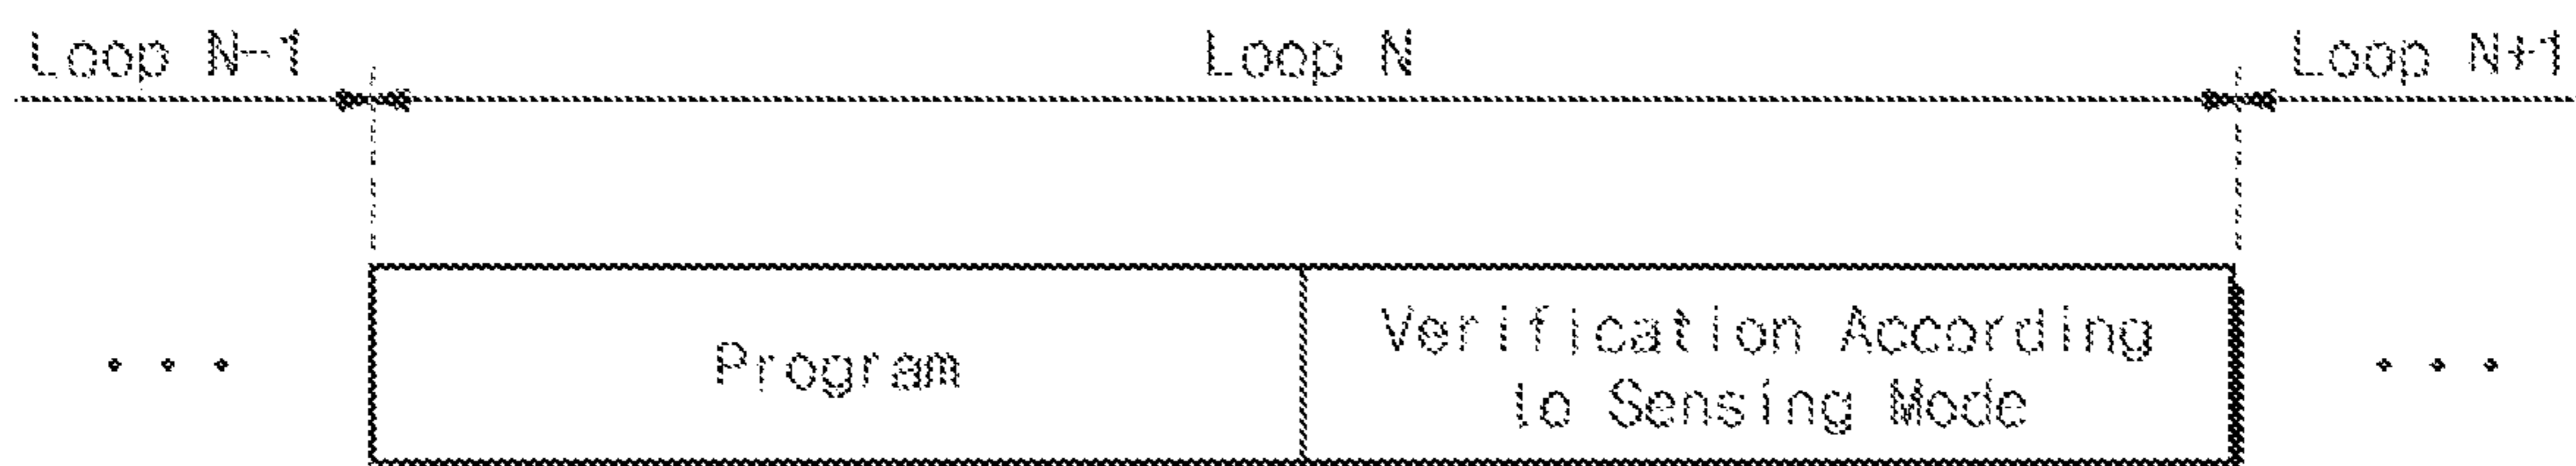 Loop N-1
Loop N
Loop N+1
• • •
Program
Verification According
to Sensing Mode
• • •